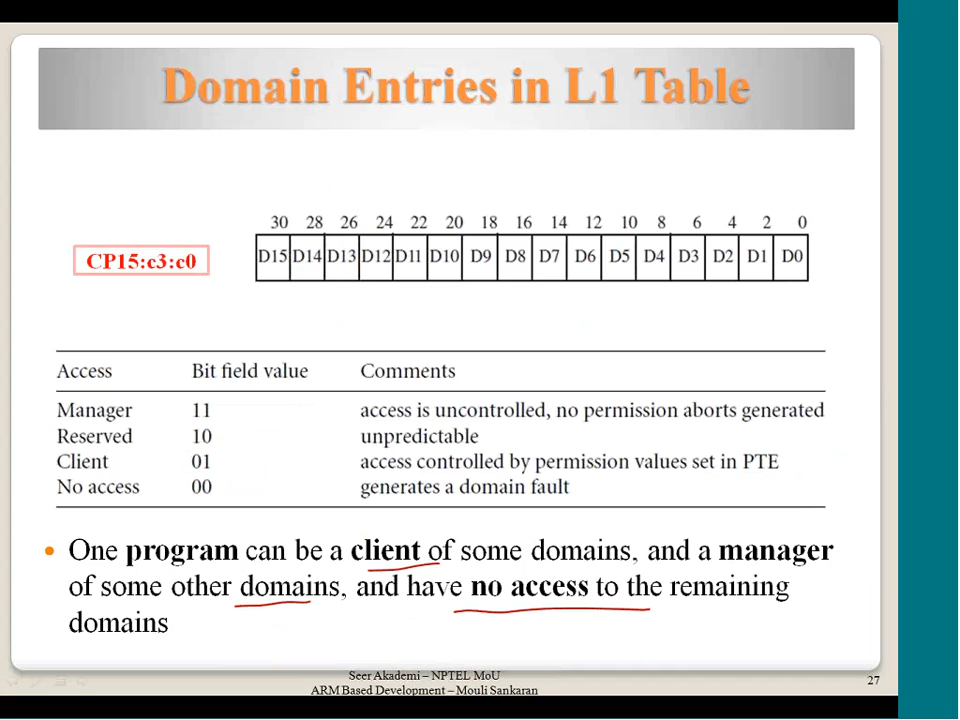 Domain Entries in L1 Table
30 28 26 24 22 20 18 16 14 12 10 8 6 4 2 0
CP15:c3:c0
D15 D14 D13 D12 D11 D10 D9 D8 D7 D6 D5 D4 D3 D2 D1 D0
Access Bit field value Comments
Manager 11 access is uncontrolled, no permission aborts generated
Reserved 10 unpredictable
Client 01 access controlled by permission values set in PTE
No access 00 generates a domain fault
• One program can be a client of some domains, and a manager
of some other domains, and have no access to the remaining
domains
Seer Akademi – NPTEL MoU
ARM Based Development – Mouli Sankaran
27